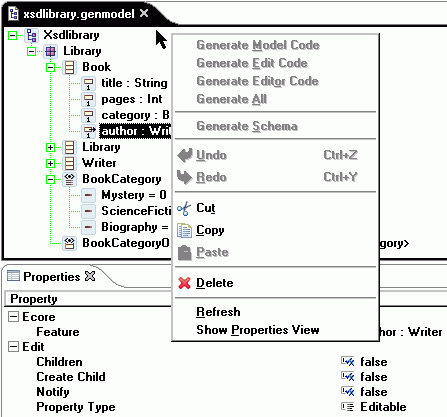 xsdlibrary.genmodel
Xsdlibrary
Library
Book
title : String
pages : Int
category : B
author : Write
Library
Writer
BookCategory
Mystery = 0
ScienceFicti
Biography =
BookCategoryO
gory>
Generate Model Code
Generate Edit Code
Generate Editor Code
Generate All
Generate Schema
Undo Ctrl+Z
Redo Ctrl+Y
Cut
Copy
Paste
Delete
Refresh
Show Properties View
Properties
Property
Ecore
Feature
hor : Writer
Edit
Children false
Create Child false
Notify false
Property Type Editable